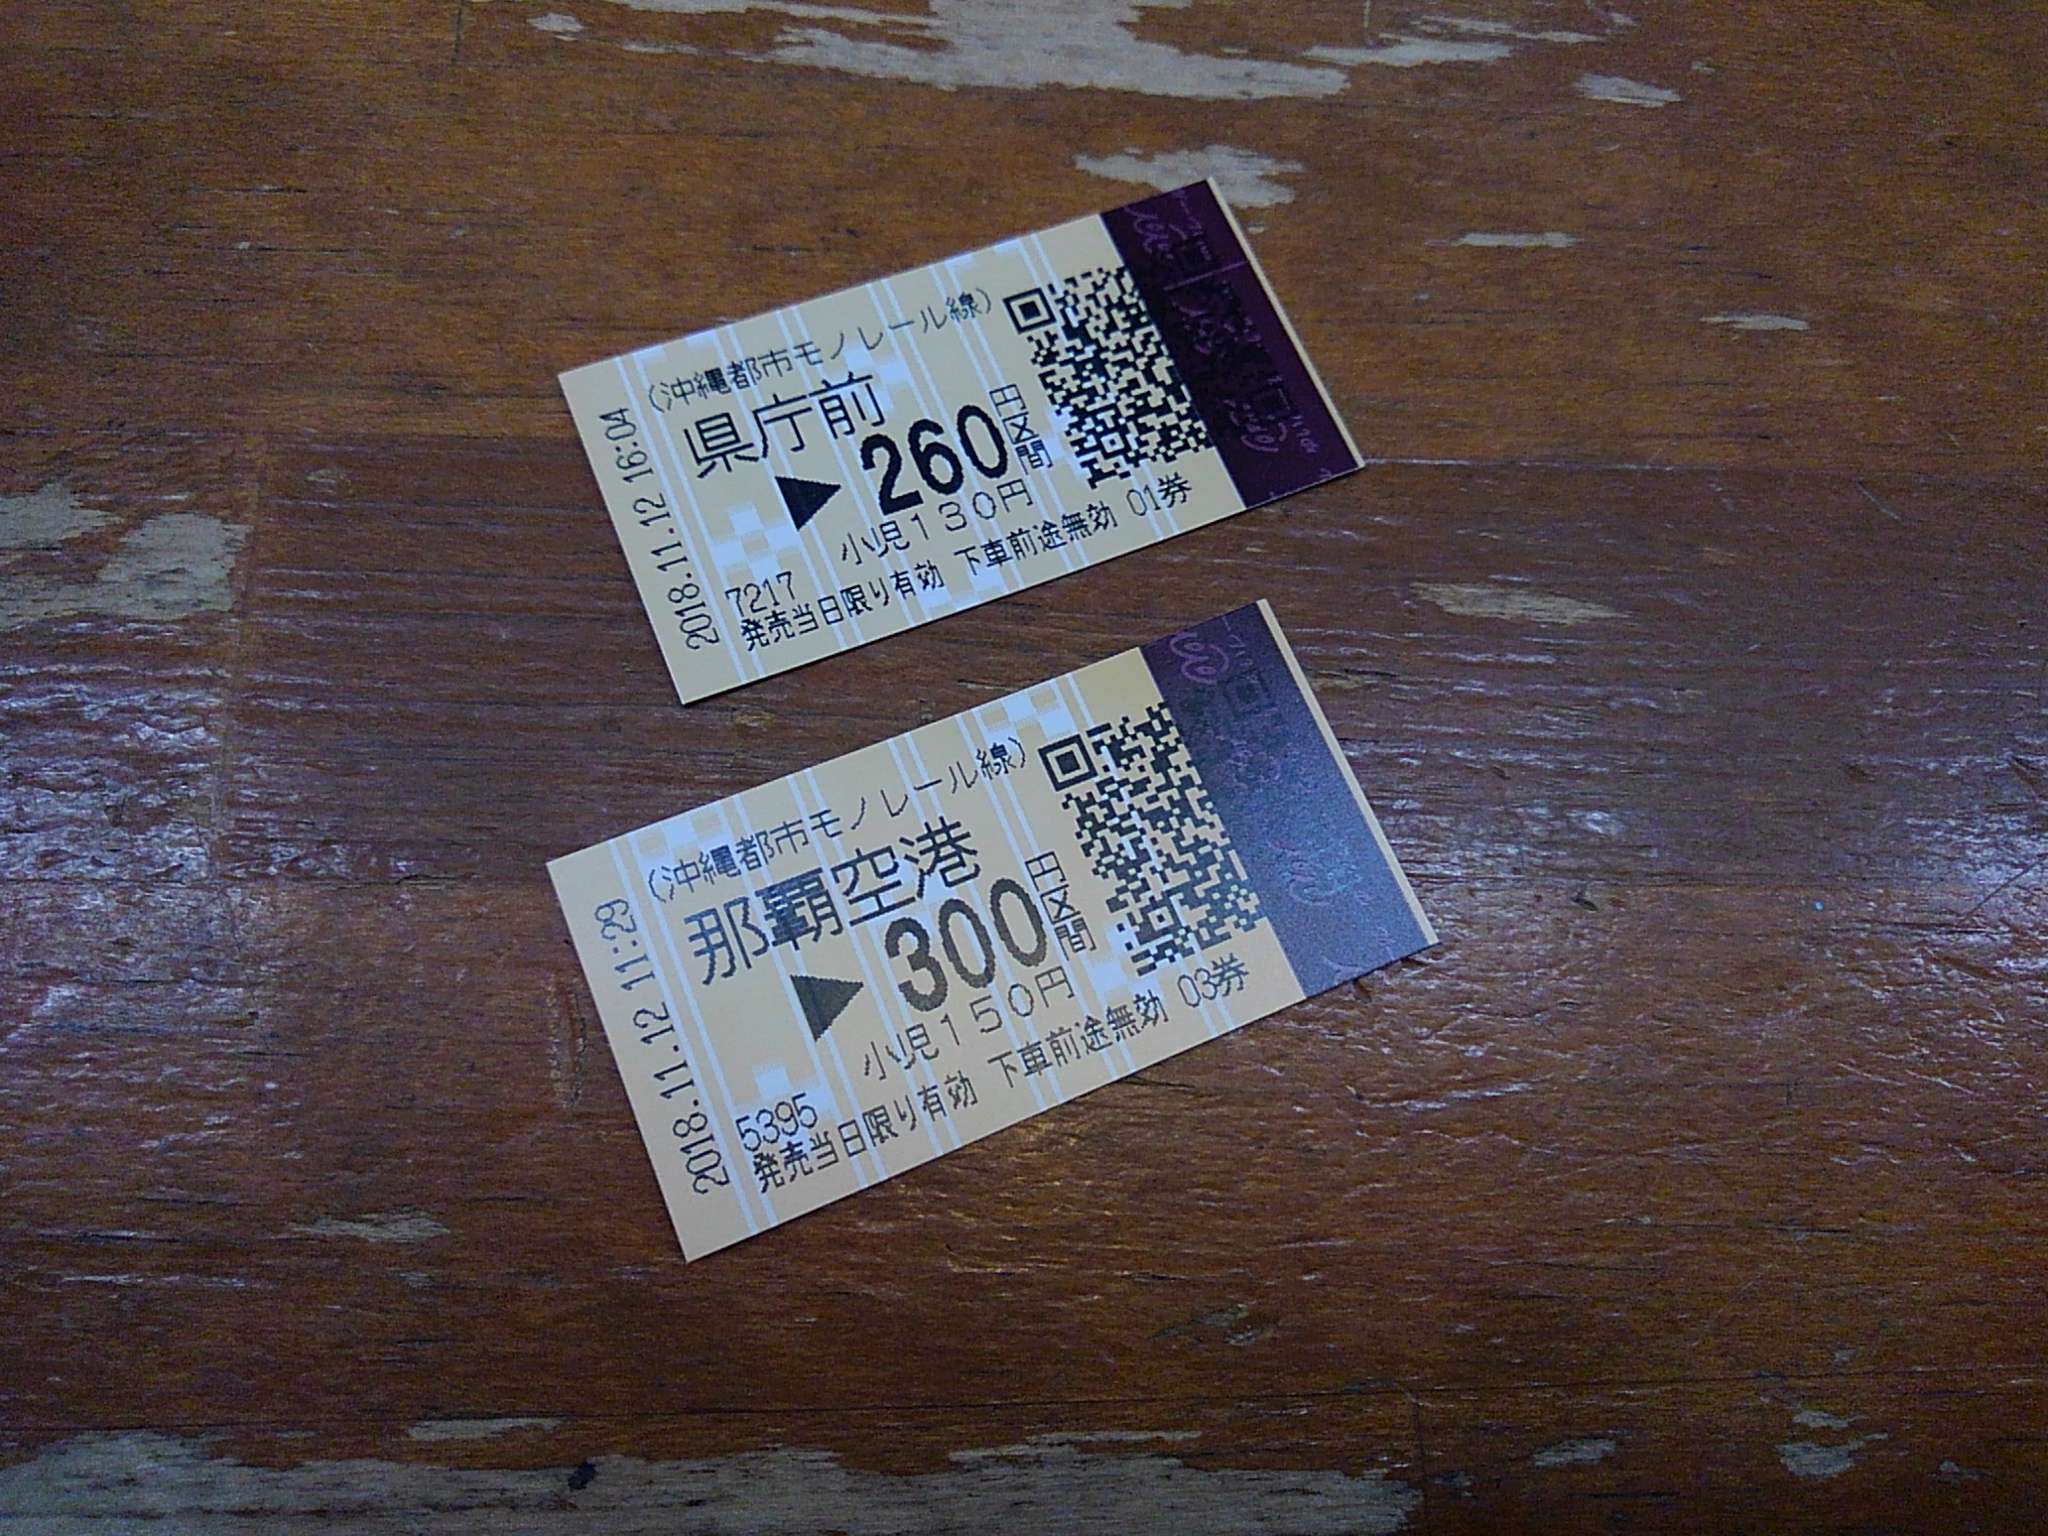 (沖縄都市モノレール線)
県庁前
▶260円区間
小児130円
7217
発売当日限り有効 下車前途無効 01券
2018.11.12 16:04
(沖縄都市モノレール線)
那覇空港
▶300円区間
小児150円
5395
発売当日限り有効 下車前途無効 03券
2018.11.12 11:29